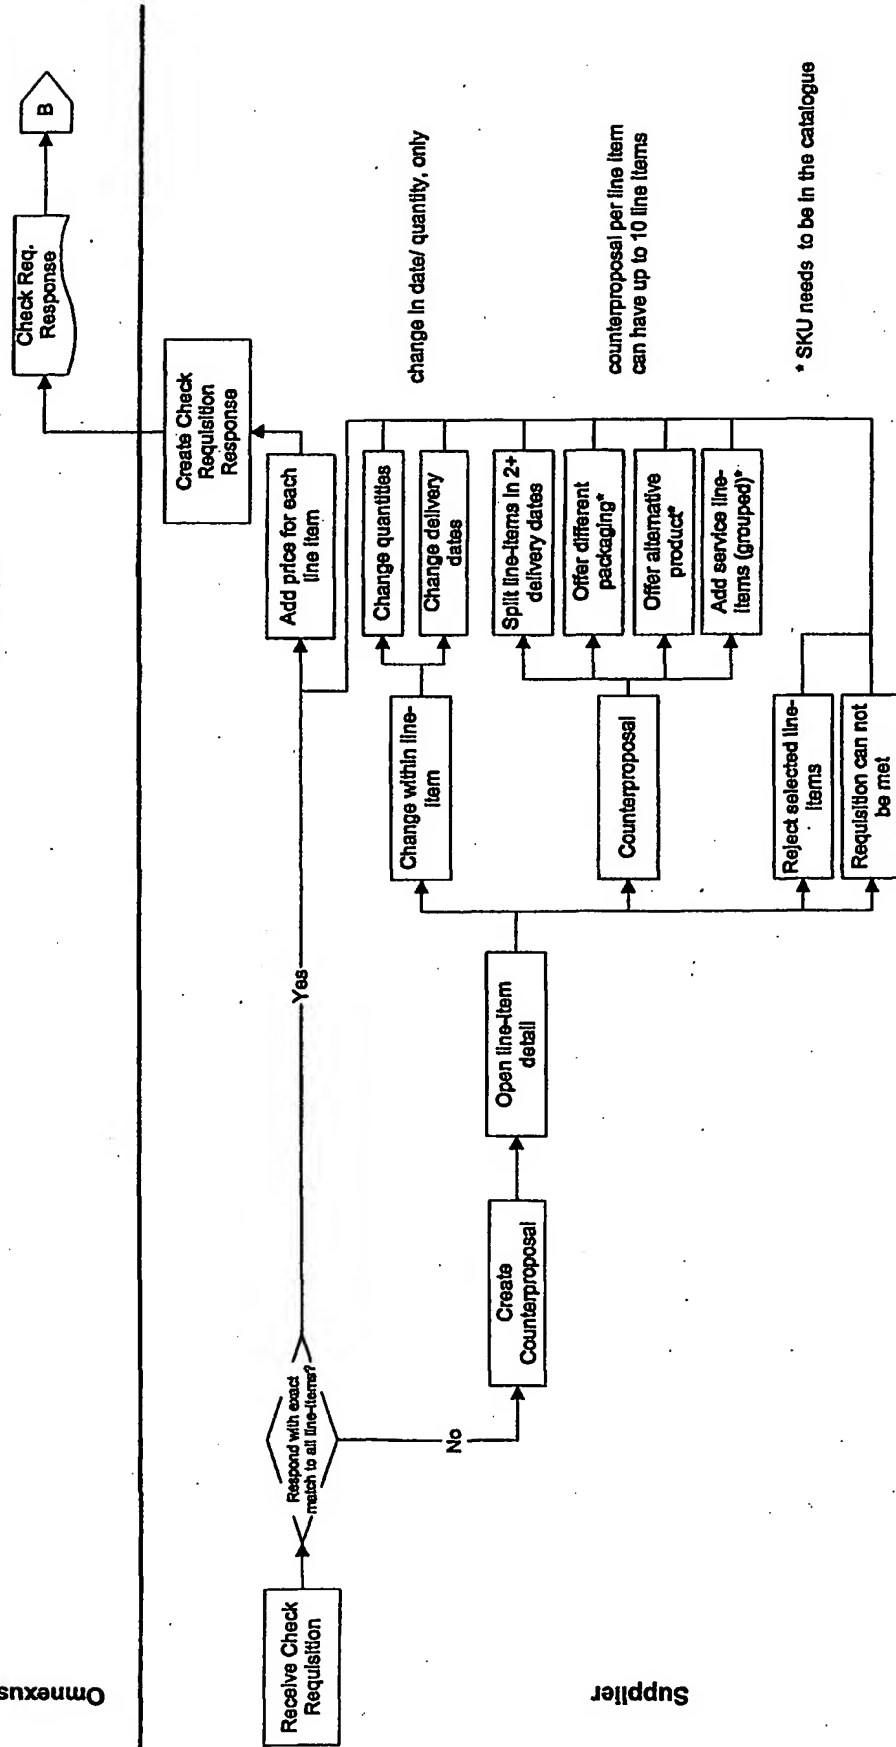 Omnexus
Check Req.
Response
B
Supplier
Receive Check
Requisition
Respond with exact
match to all line-items?
Yes
No
Create
Counterproposal
Open line-item
detail
Change within line-
item
Counterproposal
Reject selected line-
items
Requisition can not
be met
Add price for each
line item
Create Check
Requisition
Response
Change quantities
Change delivery
dates
Split line-items in 2+
delivery dates
Offer different
packaging*
Offer alternative
product*
Add service line-
items (grouped)*
change in date/ quantity, only
counterproposal per line item
can have up to 10 line items
* SKU needs to be in the catalogue